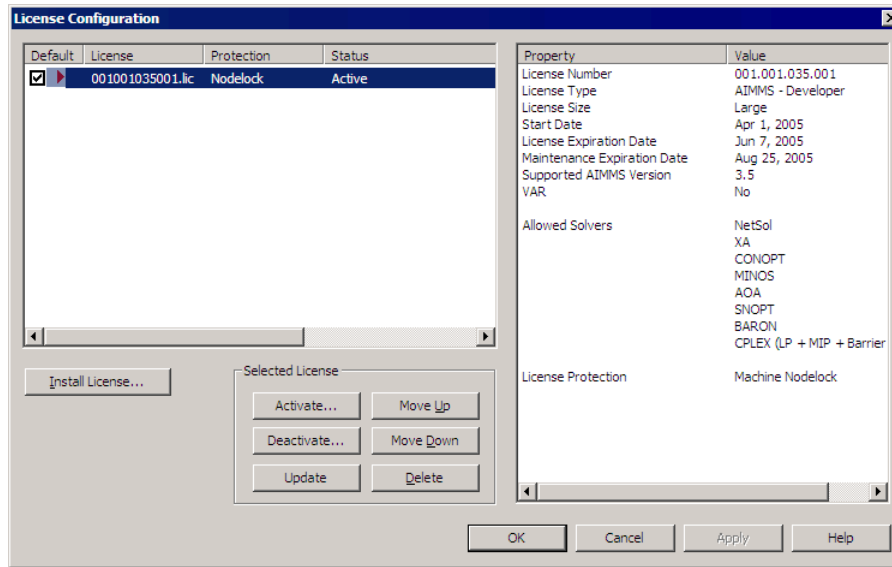 License Configuration
Default License Protection Status
001001035001.lic Nodelock Active
Install License...
Selected License
Activate... Move Up
Deactivate... Move Down
Update Delete
Property Value
License Number 001.001.035.001
License Type AIMMS - Developer
License Size Large
Start Date Apr 1, 2005
License Expiration Date Jun 7, 2005
Maintenance Expiration Date Aug 25, 2005
Supported AIMMS Version 3.5
VAR No
Allowed Solvers NetSol
XA
CONOPT
MINOS
AOA
SNOPT
BARON
CPLEX (LP + MIP + Barrier
License Protection Machine Nodelock
OK Cancel Apply Help